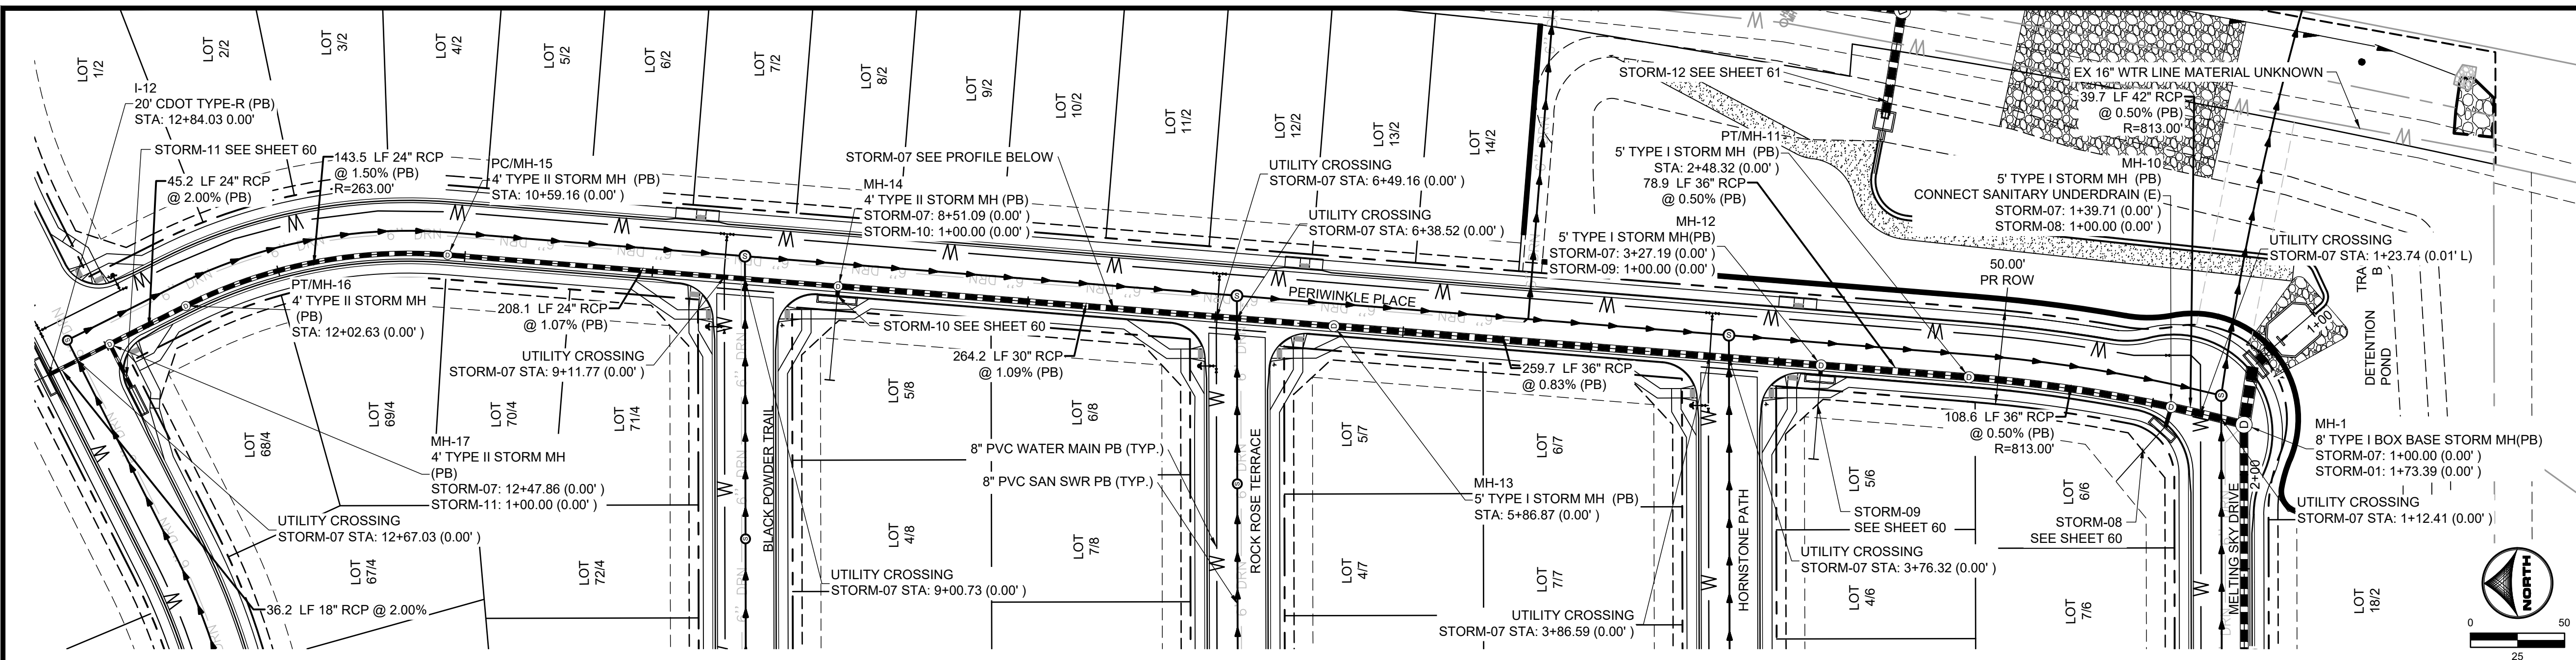 LOT
1/2
LOT
2/2
LOT
3/2
LOT
4/2
LOT
5/2
LOT
6/2
LOT
7/2
LOT
8/2
LOT
9/2
LOT
10/2
LOT
11/2
LOT
12/2
LOT
13/2
LOT
14/2
I-12
20' CDOT TYPE-R (PB)
STA: 12+84.03 0.00'
STORM-11 SEE SHEET 60
45.2 LF 24" RCP
@ 2.00% (PB)
143.5 LF 24" RCP
@ 1.50% (PB)
R=263.00'
PC/MH-15
4' TYPE II STORM MH (PB)
STA: 10+59.16 (0.00' )
STORM-07 SEE PROFILE BELOW
MH-14
4' TYPE II STORM MH (PB)
STORM-07: 8+51.09 (0.00' )
STORM-10: 1+00.00 (0.00' )
UTILITY CROSSING
STORM-07 STA: 6+49.16 (0.00' )
UTILITY CROSSING
STORM-07 STA: 6+38.52 (0.00' )
STORM-12 SEE SHEET 61
PT/MH-11
5' TYPE I STORM MH (PB)
STA: 2+48.32 (0.00' )
78.9 LF 36" RCP
@ 0.50% (PB)
MH-12
5' TYPE I STORM MH(PB)
STORM-07: 3+27.19 (0.00' )
STORM-09: 1+00.00 (0.00' )
EX 16" WTR LINE MATERIAL UNKNOWN
39.7 LF 42" RCP
@ 0.50% (PB)
R=813.00'
MH-10
5' TYPE I STORM MH (PB)
CONNECT SANITARY UNDERDRAIN (E)
STORM-07: 1+39.71 (0.00' )
STORM-08: 1+00.00 (0.00' )
UTILITY CROSSING
STORM-07 STA: 1+23.74 (0.01' L)
50.00'
PR ROW
TRA
B
DETENTION
POND
1+00
PERIWINKLE PLACE
PT/MH-16
4' TYPE II STORM MH
(PB)
STA: 12+02.63 (0.00' )
208.1 LF 24" RCP
@ 1.07% (PB)
UTILITY CROSSING
STORM-07 STA: 9+11.77 (0.00' )
STORM-10 SEE SHEET 60
264.2 LF 30" RCP
@ 1.09% (PB)
259.7 LF 36" RCP
@ 0.83% (PB)
108.6 LF 36" RCP
@ 0.50% (PB)
R=813.00'
MH-1
8' TYPE I BOX BASE STORM MH(PB)
STORM-07: 1+00.00 (0.00' )
STORM-01: 1+73.39 (0.00' )
UTILITY CROSSING
STORM-07 STA: 1+12.41 (0.00' )
2+00
LOT
68/4
LOT
69/4
LOT
70/4
LOT
71/4
MH-17
4' TYPE II STORM MH
(PB)
STORM-07: 12+47.86 (0.00' )
STORM-11: 1+00.00 (0.00' )
UTILITY CROSSING
STORM-07 STA: 12+67.03 (0.00' )
LOT
67/4
LOT
72/4
36.2 LF 18" RCP @ 2.00%
BLACK POWDER TRAIL
LOT
5/8
LOT
6/8
8" PVC WATER MAIN PB (TYP.)
8" PVC SAN SWR PB (TYP.)
LOT
4/8
LOT
7/8
UTILITY CROSSING
STORM-07 STA: 9+00.73 (0.00' )
ROCK ROSE TERRACE
LOT
5/7
LOT
6/7
MH-13
5' TYPE I STORM MH (PB)
STA: 5+86.87 (0.00' )
LOT
4/7
LOT
7/7
UTILITY CROSSING
STORM-07 STA: 3+86.59 (0.00' )
HORNSTONE PATH
LOT
5/6
LOT
6/6
STORM-09
SEE SHEET 60
STORM-08
SEE SHEET 60
UTILITY CROSSING
STORM-07 STA: 3+76.32 (0.00' )
LOT
4/6
LOT
7/6
MELTING SKY DRIVE
LOT
18/2
NORTH
0
50
25